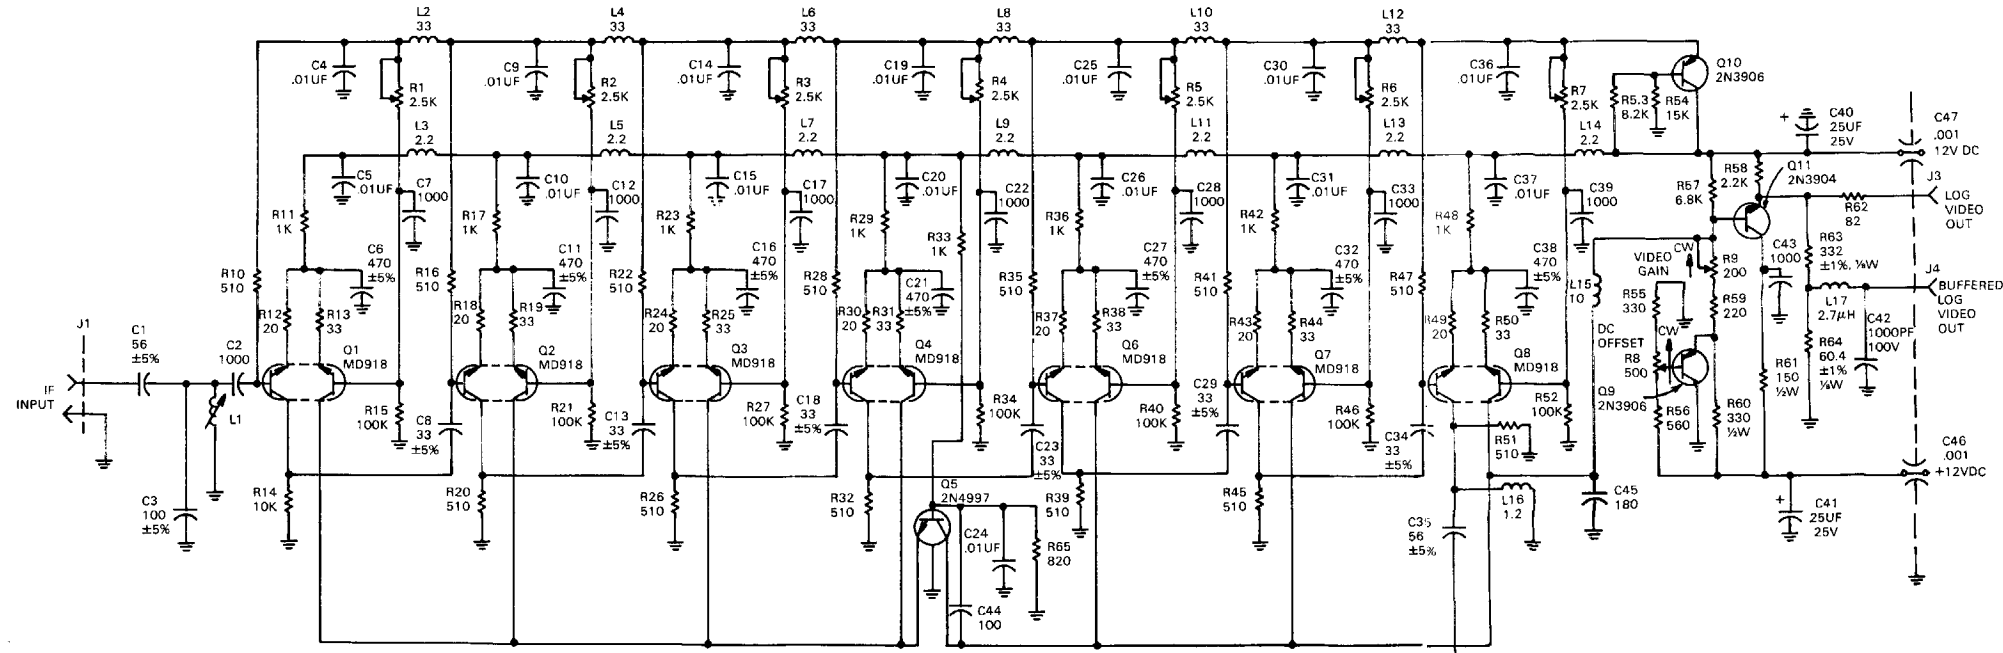 L2
33
L4
33
L6
33
L8
33
L10
33
L12
33
C4
.01UF
R1
2.5K
C9
.01UF
R2
2.5K
C14
.01UF
R3
2.5K
C19
.01UF
R4
2.5K
C25
.01UF
R5
2.5K
C30
.01UF
R6
2.5K
C36
.01UF
R7
2.5K
Q10
2N3906
R5.3
8.2K
R54
15K
+
C40
25UF
25V
C47
.001
12V DC
L3
2.2
L5
2.2
L7
2.2
L9
2.2
L11
2.2
L13
2.2
L14
2.2
C5
.01UF
C7
1000
C10
.01UF
C12
1000
C15
.01UF
C17
1000
C20
.01UF
C22
1000
C26
.01UF
C28
1000
C31
.01UF
C33
1000
C37
.01UF
C39
1000
R58
2.2K
Q11
2N3904
R57
6.8K
R62
82
J3
LOG
VIDEO
OUT
R11
1K
R17
1K
R23
1K
R29
1K
R33
1K
R36
1K
R42
1K
R48
1K
C6
470
±5%
C11
470
±5%
C16
470
±5%
C21
470
±5%
C27
470
±5%
C32
470
±5%
C38
470
±5%
R10
510
R16
510
R22
510
R28
510
R35
510
R41
510
R47
510
L15
10
VIDEO
GAIN
CW
R9
200
C43
1000
R63
332
±1%, ⅛W
J4
BUFFERED
LOG
VIDEO
OUT
L17
2.7μH
C42
1000PF
100V
R12
20
R13
33
R18
20
R19
33
R24
20
R25
33
R30
20
R31
33
R37
20
R38
33
R43
20
R44
33
R49
20
R50
33
R55
330
R59
220
CW
DC
OFFSET
R8
500
Q9
2N3906
R64
60.4
±1%
⅛W
R61
150
½W
R56
560
R60
330
½W
J1
IF
INPUT
C1
56
±5%
C2
1000
L1
C3
100
±5%
Q1
MD918
Q2
MD918
Q3
MD918
Q4
MD918
Q6
MD918
Q7
MD918
Q8
MD918
R15
100K
C8
33
±5%
R21
100K
C13
33
±5%
R27
100K
C18
33
±5%
R34
100K
C23
33
±5%
R40
100K
C29
33
±5%
R46
100K
C34
33
±5%
R51
510
R52
100K
R14
10K
R20
510
R26
510
R32
510
Q5
2N4997
R39
510
R45
510
L16
1.2
C35
56
±5%
C45
180
+
C41
25UF
25V
C46
.001
+12VDC
C24
.01UF
R65
820
C44
100